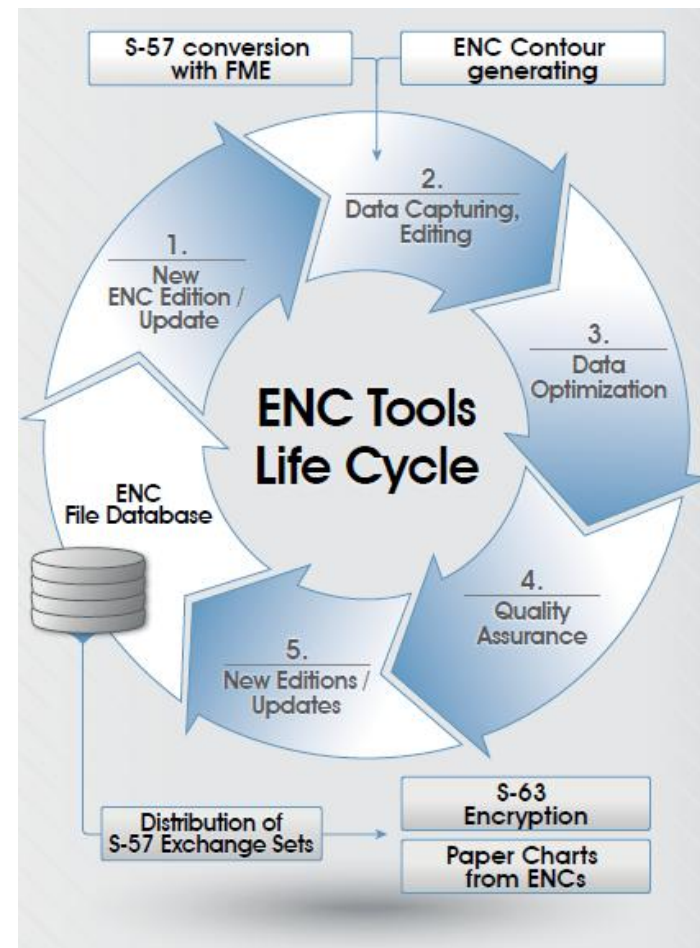 S-57 conversion
with FME
ENC Contour
generating
1.
New
ENC Edition /
Update
2.
Data Capturing,
Editing
3.
Data
Optimization
4.
Quality
Assurance
5.
New Editions /
Updates
ENC
File Database
ENC Tools
Life Cycle
Distribution of
S-57 Exchange Sets
S-63
Encryption
Paper Charts
from ENCs